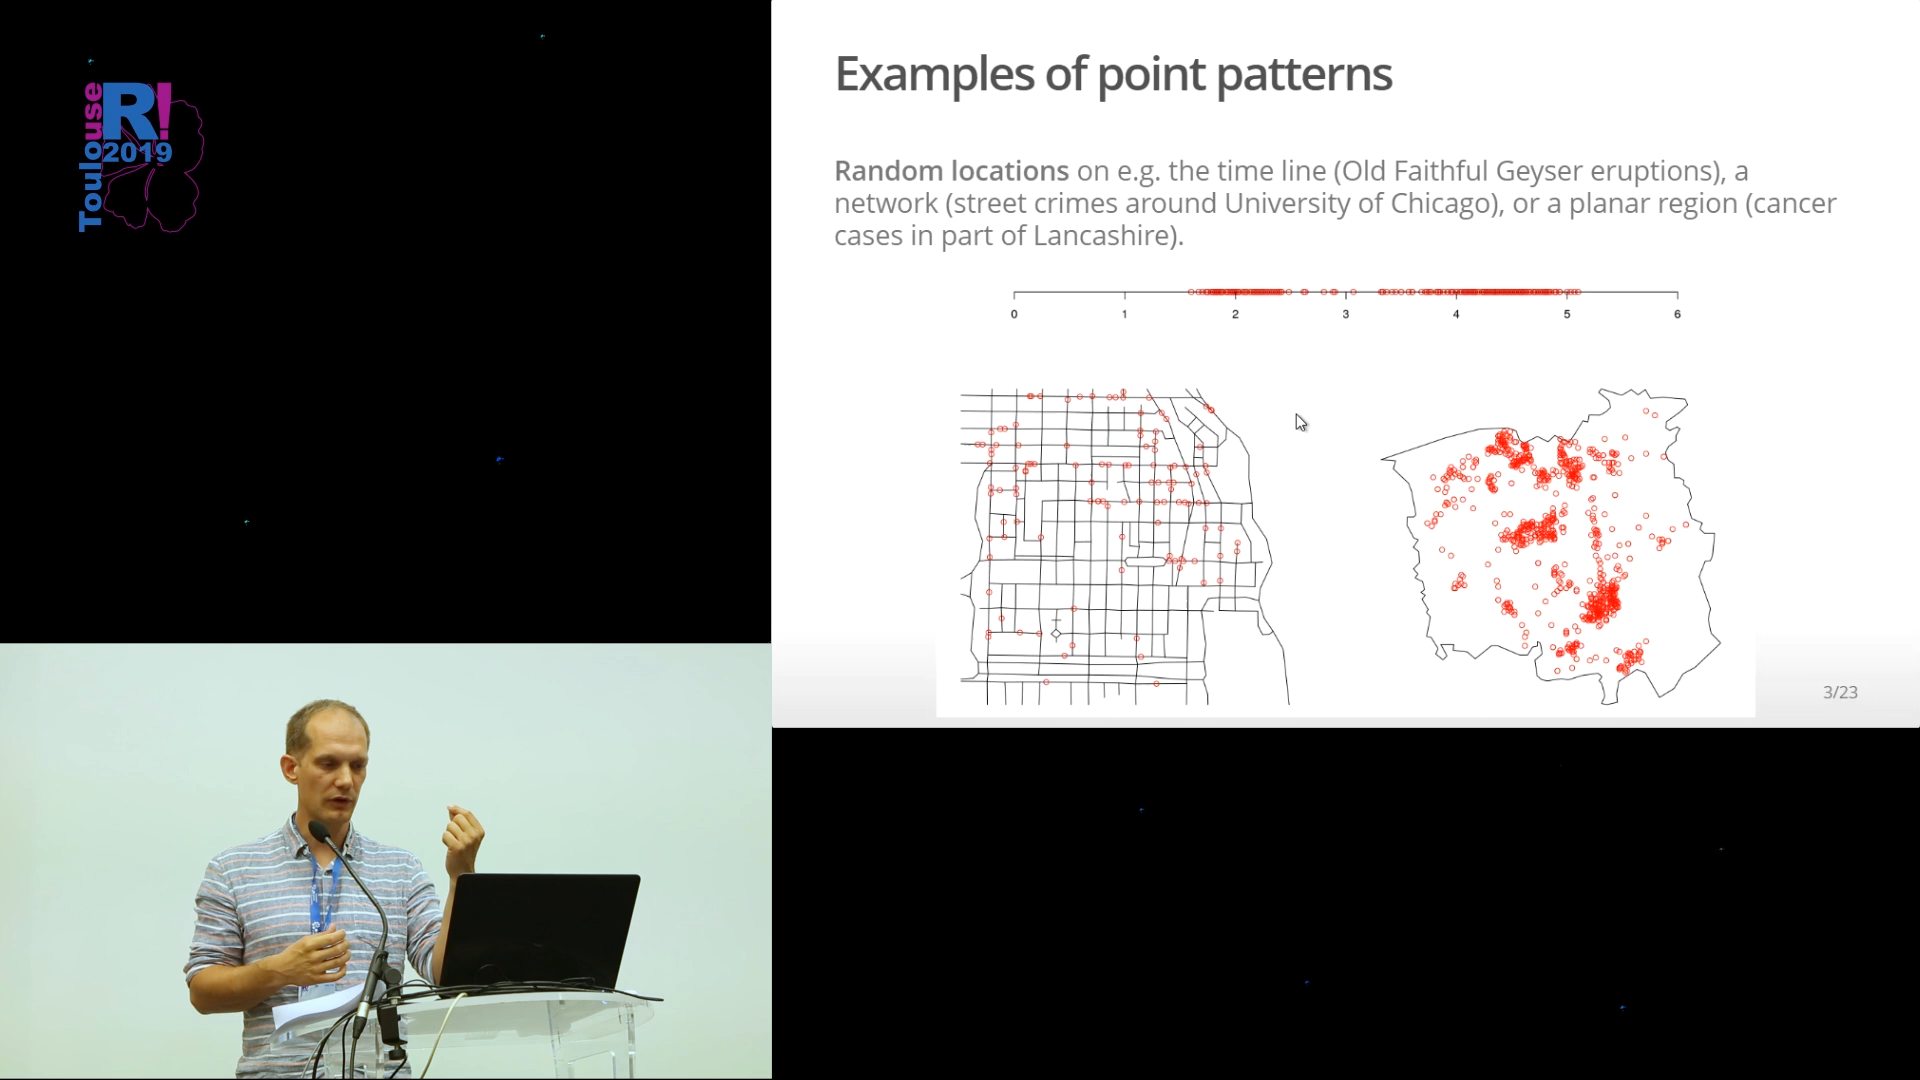 Toulouse
R!
2019
Examples of point patterns
Random locations on e.g. the time line (Old Faithful Geyser eruptions), a
network (street crimes around University of Chicago), or a planar region (cancer
cases in part of Lancashire).
0 1 2 3 4 5 6
3/23